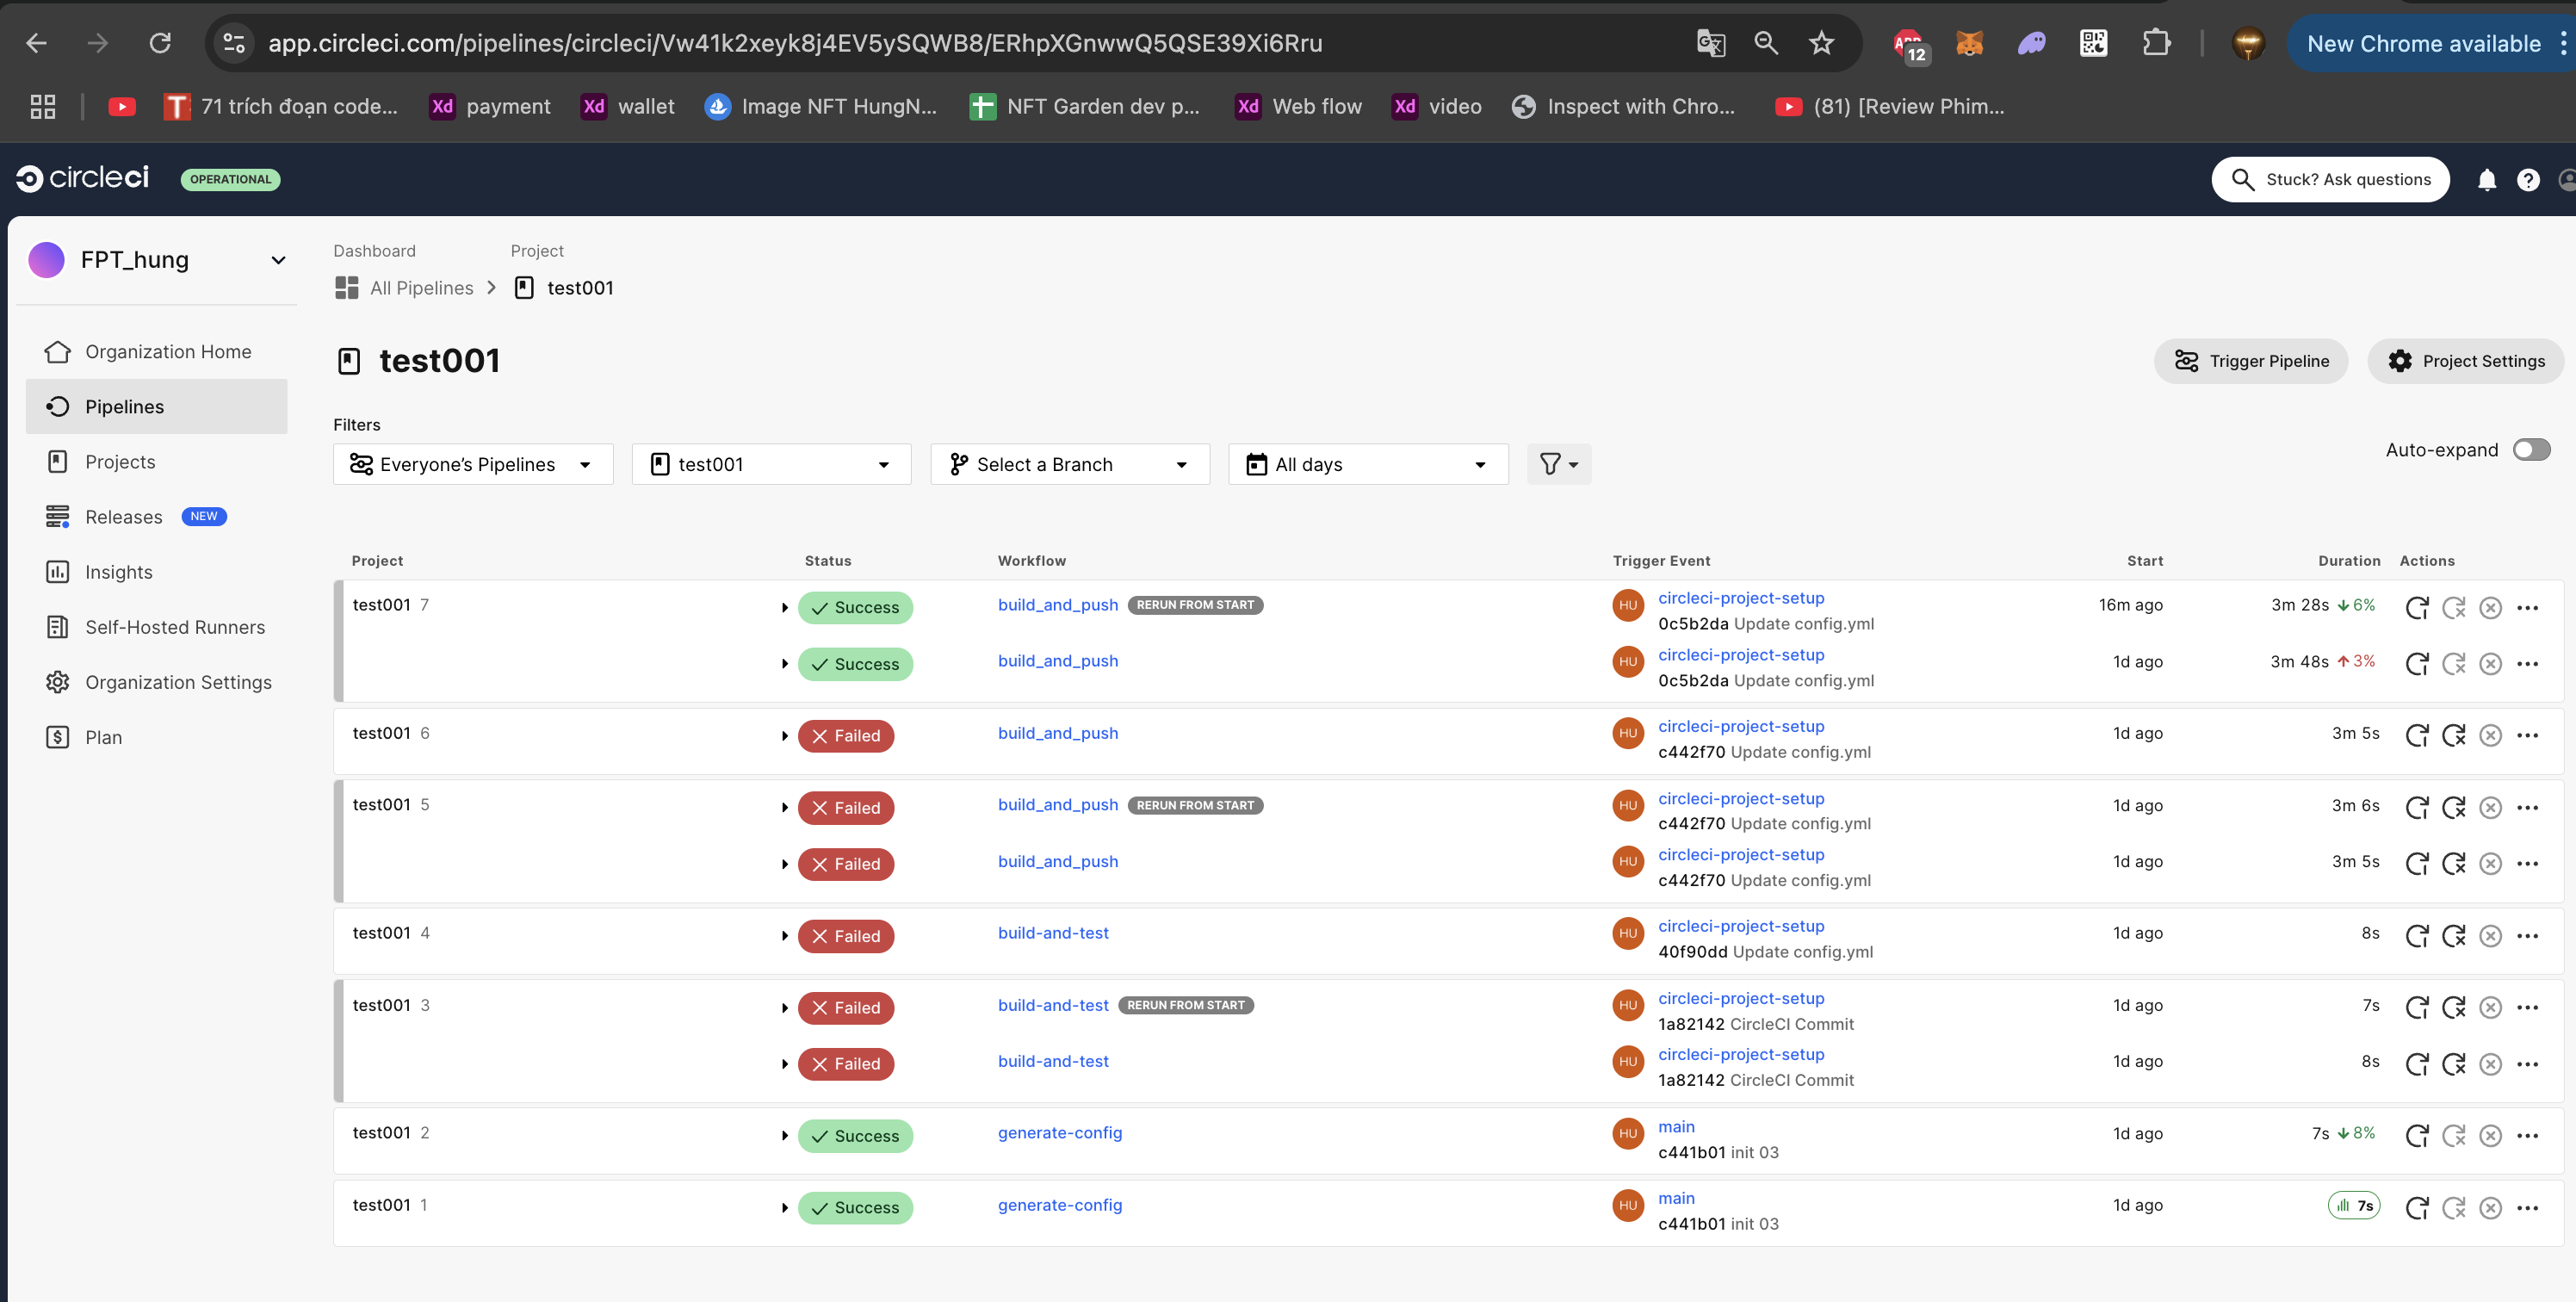 app.circleci.com/pipelines/circleci/Vw41k2xeyk8j4EV5ySQWB8/ERhpXGnwwQ5QSE39Xi6Rru
12
New Chrome available
71 trích đoạn code...
Xd payment
Xd wallet
Image NFT HungN...
NFT Garden dev p...
Xd Web flow
Xd video
Inspect with Chro...
(81) [Review Phim...
circleci
OPERATIONAL
Stuck? Ask questions
FPT_hung
Organization Home
Pipelines
Projects
Releases NEW
Insights
Self-Hosted Runners
Organization Settings
Plan
Dashboard Project
All Pipelines test001
test001
Trigger Pipeline
Project Settings
Filters
Everyone's Pipelines
test001
Select a Branch
All days
Auto-expand
Project Status Workflow Trigger Event Start Duration Actions
test001 7 Success build_and_push RERUN FROM START HU circleci-project-setup 16m ago 3m 28s 6%
0c5b2da Update config.yml
Success build_and_push HU circleci-project-setup 1d ago 3m 48s 3%
0c5b2da Update config.yml
test001 6 Failed build_and_push HU circleci-project-setup 1d ago 3m 5s
c442f70 Update config.yml
test001 5 Failed build_and_push RERUN FROM START HU circleci-project-setup 1d ago 3m 6s
c442f70 Update config.yml
Failed build_and_push HU circleci-project-setup 1d ago 3m 5s
c442f70 Update config.yml
test001 4 Failed build-and-test HU circleci-project-setup 1d ago 8s
40f90dd Update config.yml
test001 3 Failed build-and-test RERUN FROM START HU circleci-project-setup 1d ago 7s
1a82142 CircleCI Commit
Failed build-and-test HU circleci-project-setup 1d ago 8s
1a82142 CircleCI Commit
test001 2 Success generate-config HU main 1d ago 7s 8%
c441b01 init 03
test001 1 Success generate-config HU main 1d ago 7s
c441b01 init 03